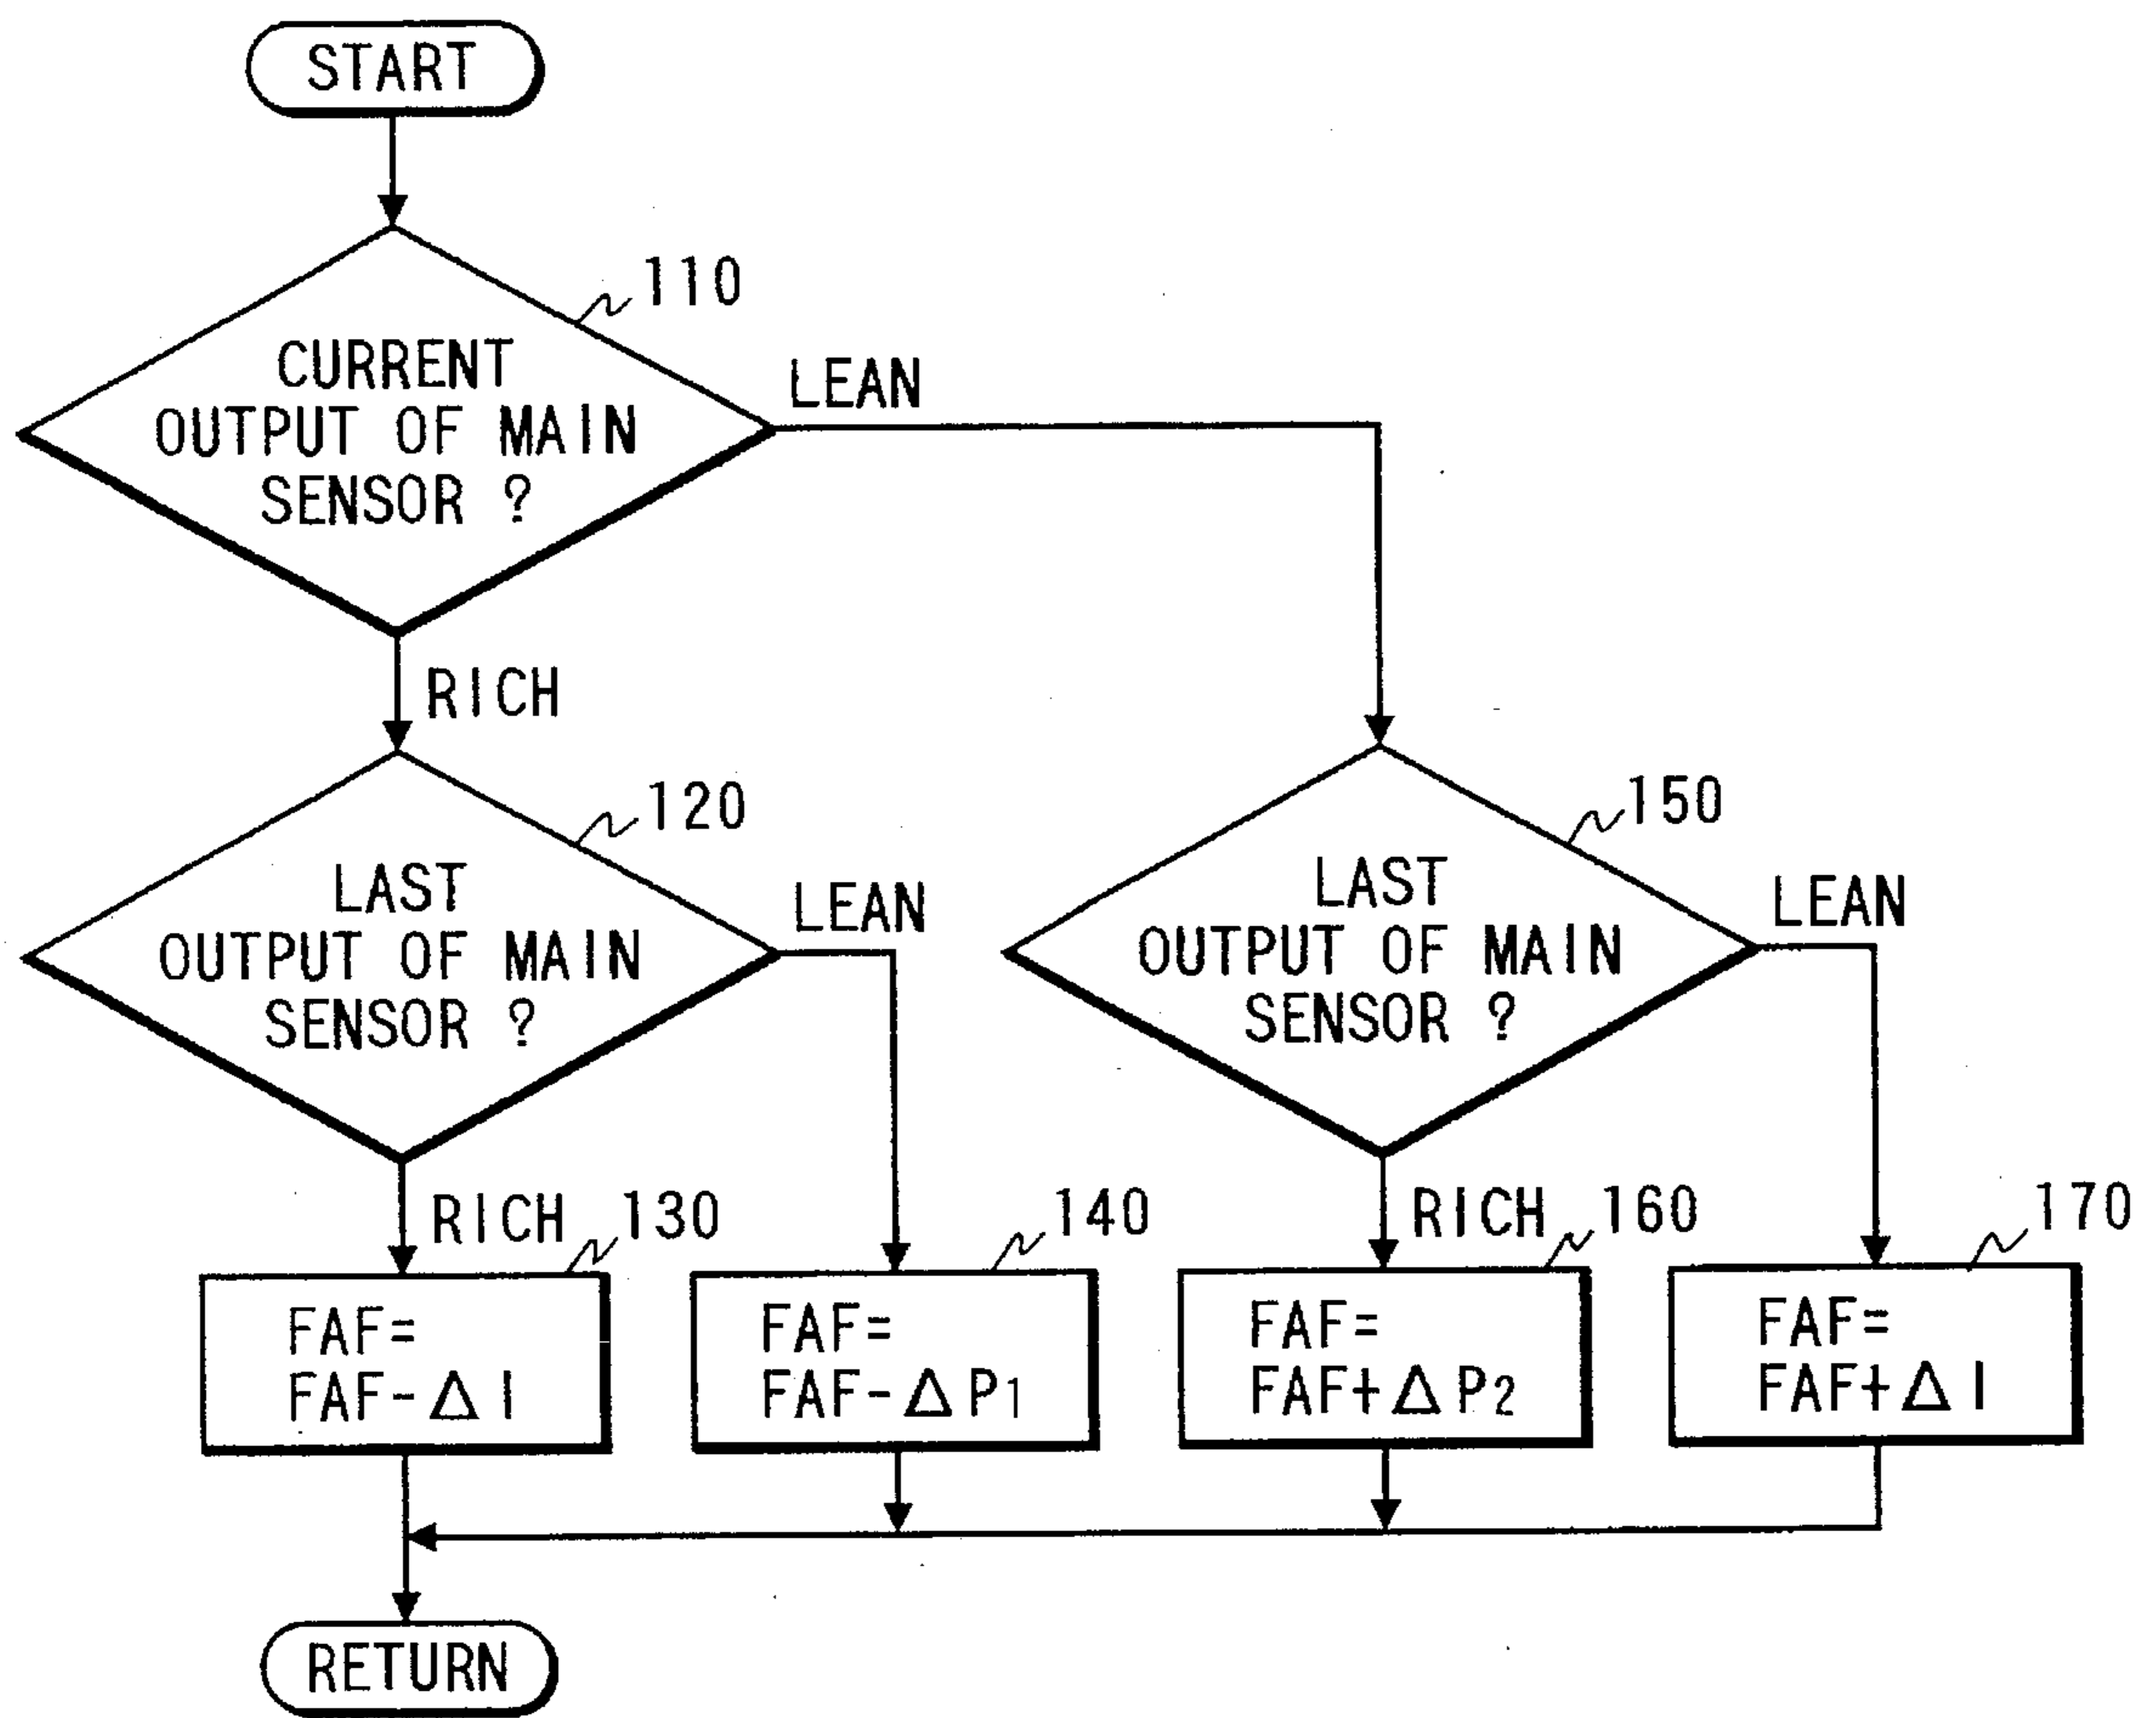 START
110
CURRENT
OUTPUT OF MAIN
SENSOR ?
LEAN
RICH
120
LAST
OUTPUT OF MAIN
SENSOR ?
LEAN
150
LAST
OUTPUT OF MAIN
SENSOR ?
LEAN
RICH
130
140
RICH
160
170
FAF=
FAF-ΔI
FAF=
FAF-ΔP1
FAF=
FAF+ΔP2
FAF=
FAF+ΔI
RETURN